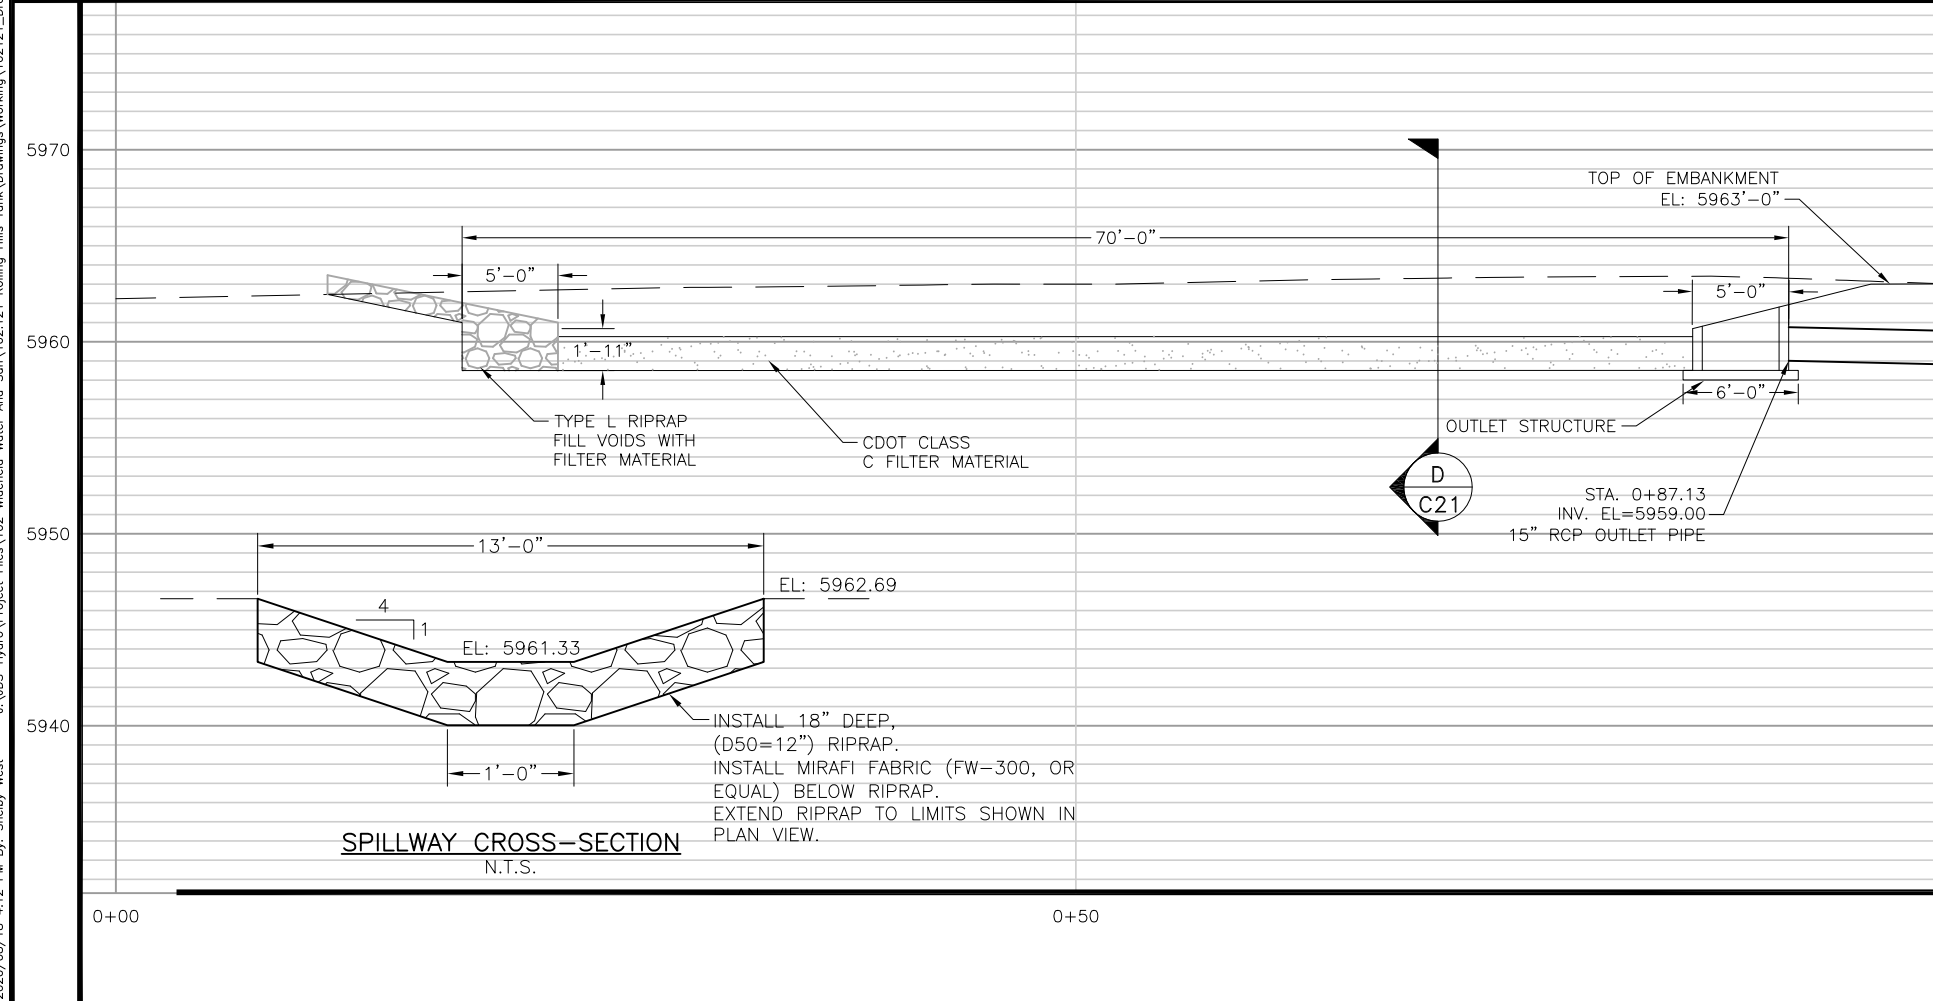 5970
5960
5950
5940
70'-0"
5'-0"
1'-11"
TYPE L RIPRAP
FILL VOIDS WITH
FILTER MATERIAL
CDOT CLASS
C FILTER MATERIAL
TOP OF EMBANKMENT
EL: 5963'-0"
5'-0"
6'-0"
OUTLET STRUCTURE
D
C21
STA. 0+87.13
INV. EL=5959.00
15" RCP OUTLET PIPE
13'-0"
EL: 5962.69
4
1
EL: 5961.33
1'-0"
INSTALL 18" DEEP,
(D50=12") RIPRAP.
INSTALL MIRAFI FABRIC (FW-300, OR
EQUAL) BELOW RIPRAP.
EXTEND RIPRAP TO LIMITS SHOWN IN
PLAN VIEW.
SPILLWAY CROSS-SECTION
N.T.S.
0+00
0+50